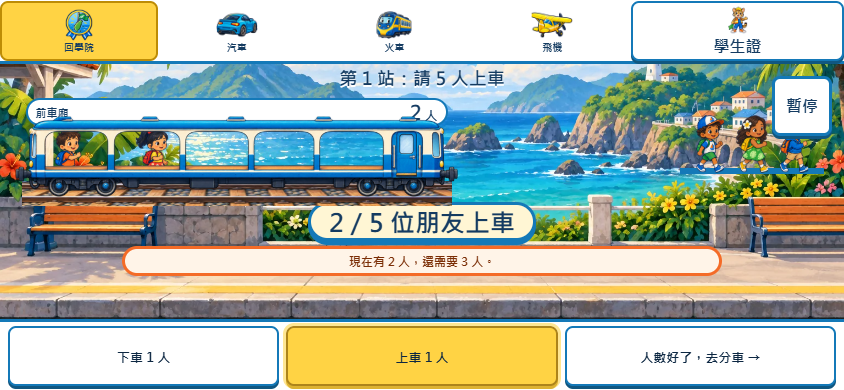 回學院
汽車
火車
飛機
學生證
第 1 站：請 5 人上車
暫停
前車廂
2 人
2 / 5 位朋友上車
現在有 2 人，還需要 3 人。
下車 1 人
上車 1 人
人數好了，去分車 →